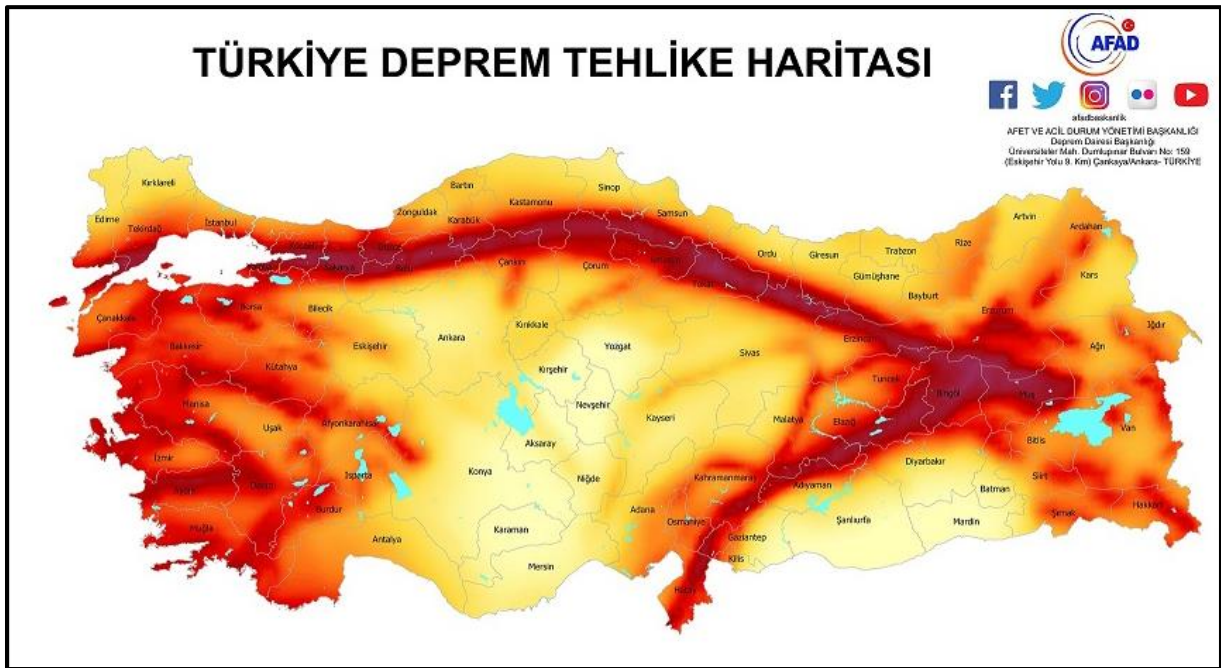 TÜRKİYE DEPREM TEHLİKE HARİTASI
AFAD
afadbaskanlik
AFET VE ACİL DURUM YÖNETİMİ BAŞKANLIĞI
Deprem Dairesi Başkanlığı
Üniversiteler Mah. Dumlupınar Bulvarı No: 159
(Eskişehir Yolu 9. Km) Çankaya/Ankara- TÜRKİYE
Kırklareli
Edirne
Tekirdağ
İstanbul
Zonguldak
Bartın
Karabük
Kastamonu
Sinop
Samsun
Ordu
Giresun
Trabzon
Rize
Artvin
Ardahan
Kars
Gümüşhane
Bayburt
Erzurum
Iğdır
Ağrı
Sakarya
Çankırı
Çorum
Tokat
Çanakkale
Bursa
Bilecik
Balıkesir
Eskişehir
Ankara
Kırıkkale
Yozgat
Sivas
Erzincan
Tunceli
Bingöl
Muş
Kütahya
Kırşehir
Manisa
Uşak
Afyonkarahisar
Nevşehir
Kayseri
Malatya
Elazığ
Bitlis
Van
İzmir
Aksaray
Aydın
Denizli
Isparta
Konya
Niğde
Kahramanmaraş
Adıyaman
Diyarbakır
Batman
Siirt
Şırnak
Hakkari
Muğla
Burdur
Antalya
Karaman
Mersin
Adana
Osmaniye
Gaziantep
Kilis
Şanlıurfa
Mardin
Hatay